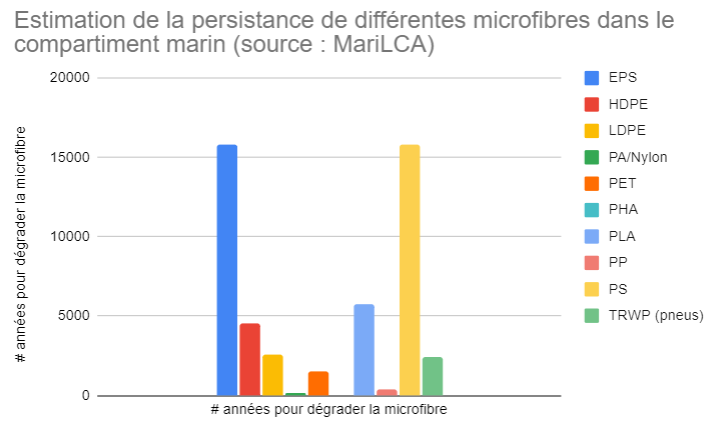 Estimation de la persistance de différentes microfibres dans le
compartiment marin (source : MariLCA)
# années pour dégrader la microfibre
20000
15000
10000
5000
0
# années pour dégrader la microfibre
EPS
HDPE
LDPE
PA/Nylon
PET
PHA
PLA
PP
PS
TRWP (pneus)